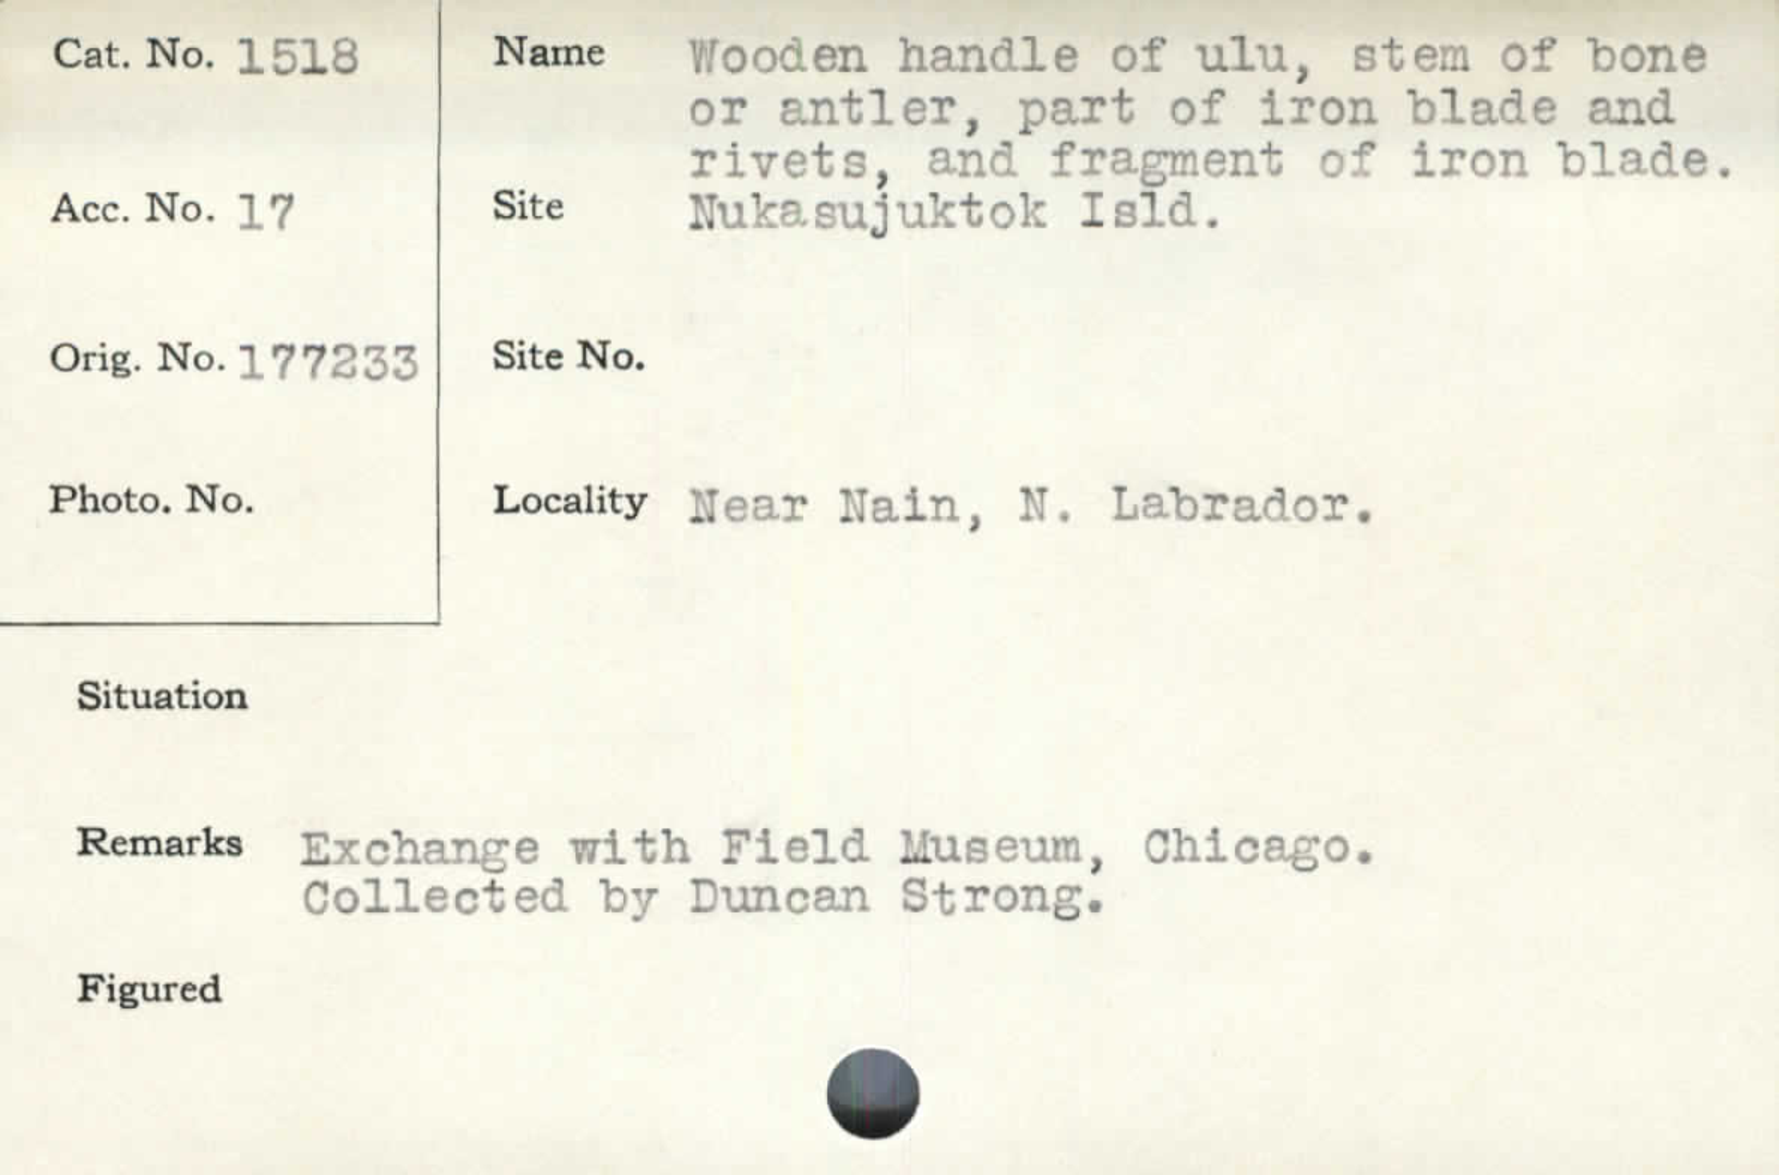 Cat. No. 1518
Acc. No. 17
Orig. No. 177233
Photo. No.
Name Wooden handle of ulu, stem of bone
or antler, part of iron blade and
rivets, and fragment of iron blade.
Site Nukasujuktok Isld.
Site No.
Locality Near Nain, N. Labrador.
Situation
Remarks Exchange with Field Museum, Chicago.
Collected by Duncan Strong.
Figured